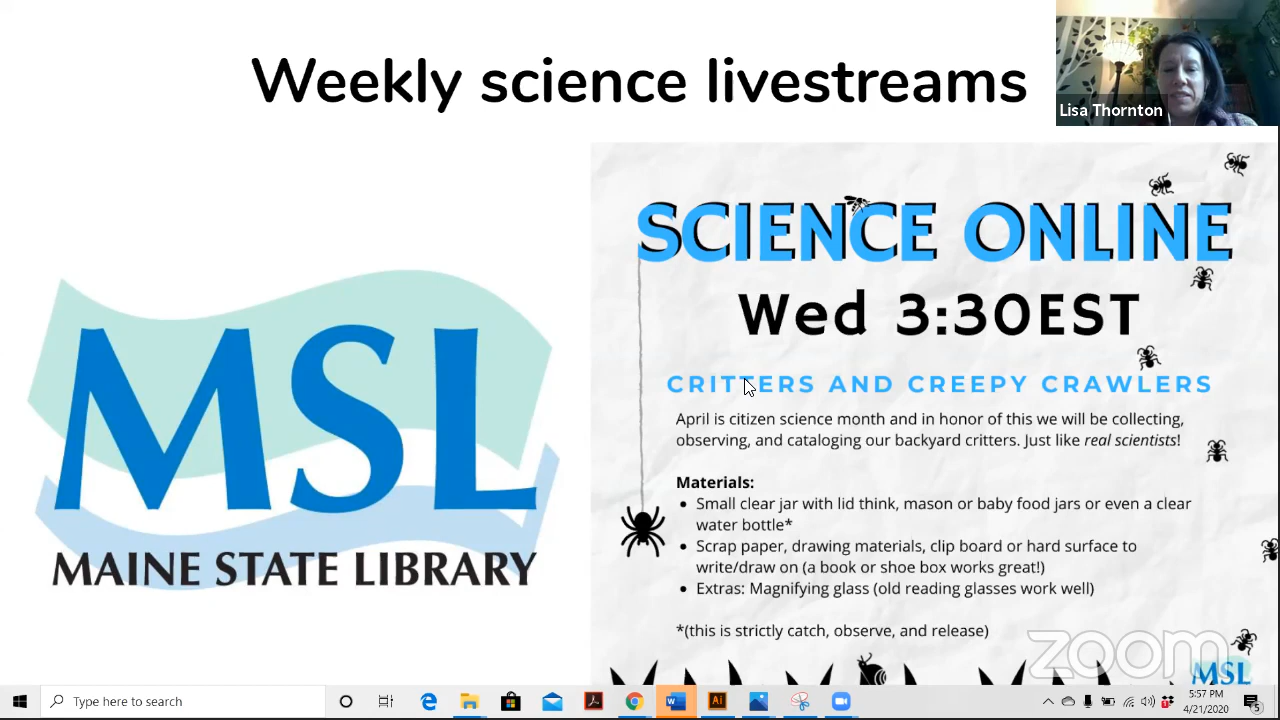 Weekly science livestreams
Lisa Thornton
SCIENCE ONLINE
Wed 3:30EST
CRITTERS AND CREEPY CRAWLERS
April is citizen science month and in honor of this we will be collecting,
observing, and cataloging our backyard critters. Just like real scientists!
Materials:
• Small clear jar with lid think, mason or baby food jars or even a clear
water bottle*
• Scrap paper, drawing materials, clip board or hard surface to
write/draw on (a book or shoe box works great!)
• Extras: Magnifying glass (old reading glasses work well)
*(this is strictly catch, observe, and release)
MSL
MAINE STATE LIBRARY
zoom
MSL
Type here to search
5:57 PM
4/21/2020
5